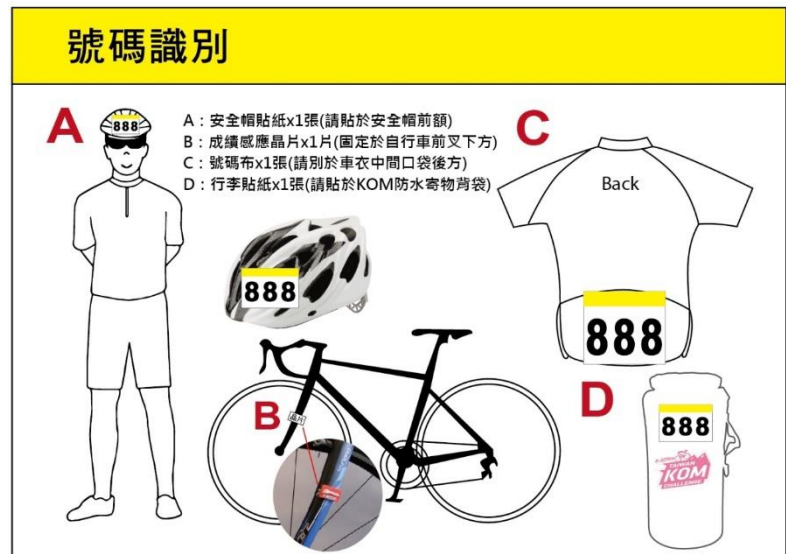 號碼識別
A
888
A：安全帽貼紙x1張(請貼於安全帽前額)
B：成績感應晶片x1片(固定於自行車前叉下方)
C：號碼布x1張(請別於車衣中間口袋後方)
D：行李貼紙x1張(請貼於KOM防水寄物背袋)
C
Back
888
888
B
晶片
D
888
TAIWAN
KOM
CHALLENGE